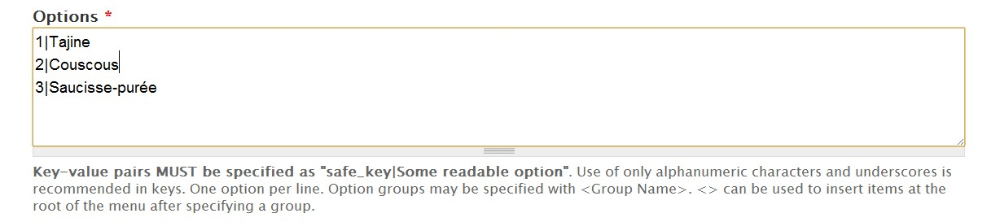 Options *
1|Tajine
2|Couscous
3|Saucisse-purée
Key-value pairs MUST be specified as "safe_key|Some readable option". Use of only alphanumeric characters and underscores is
recommended in keys. One option per line. Option groups may be specified with <Group Name>. <> can be used to insert items at the
root of the menu after specifying a group.